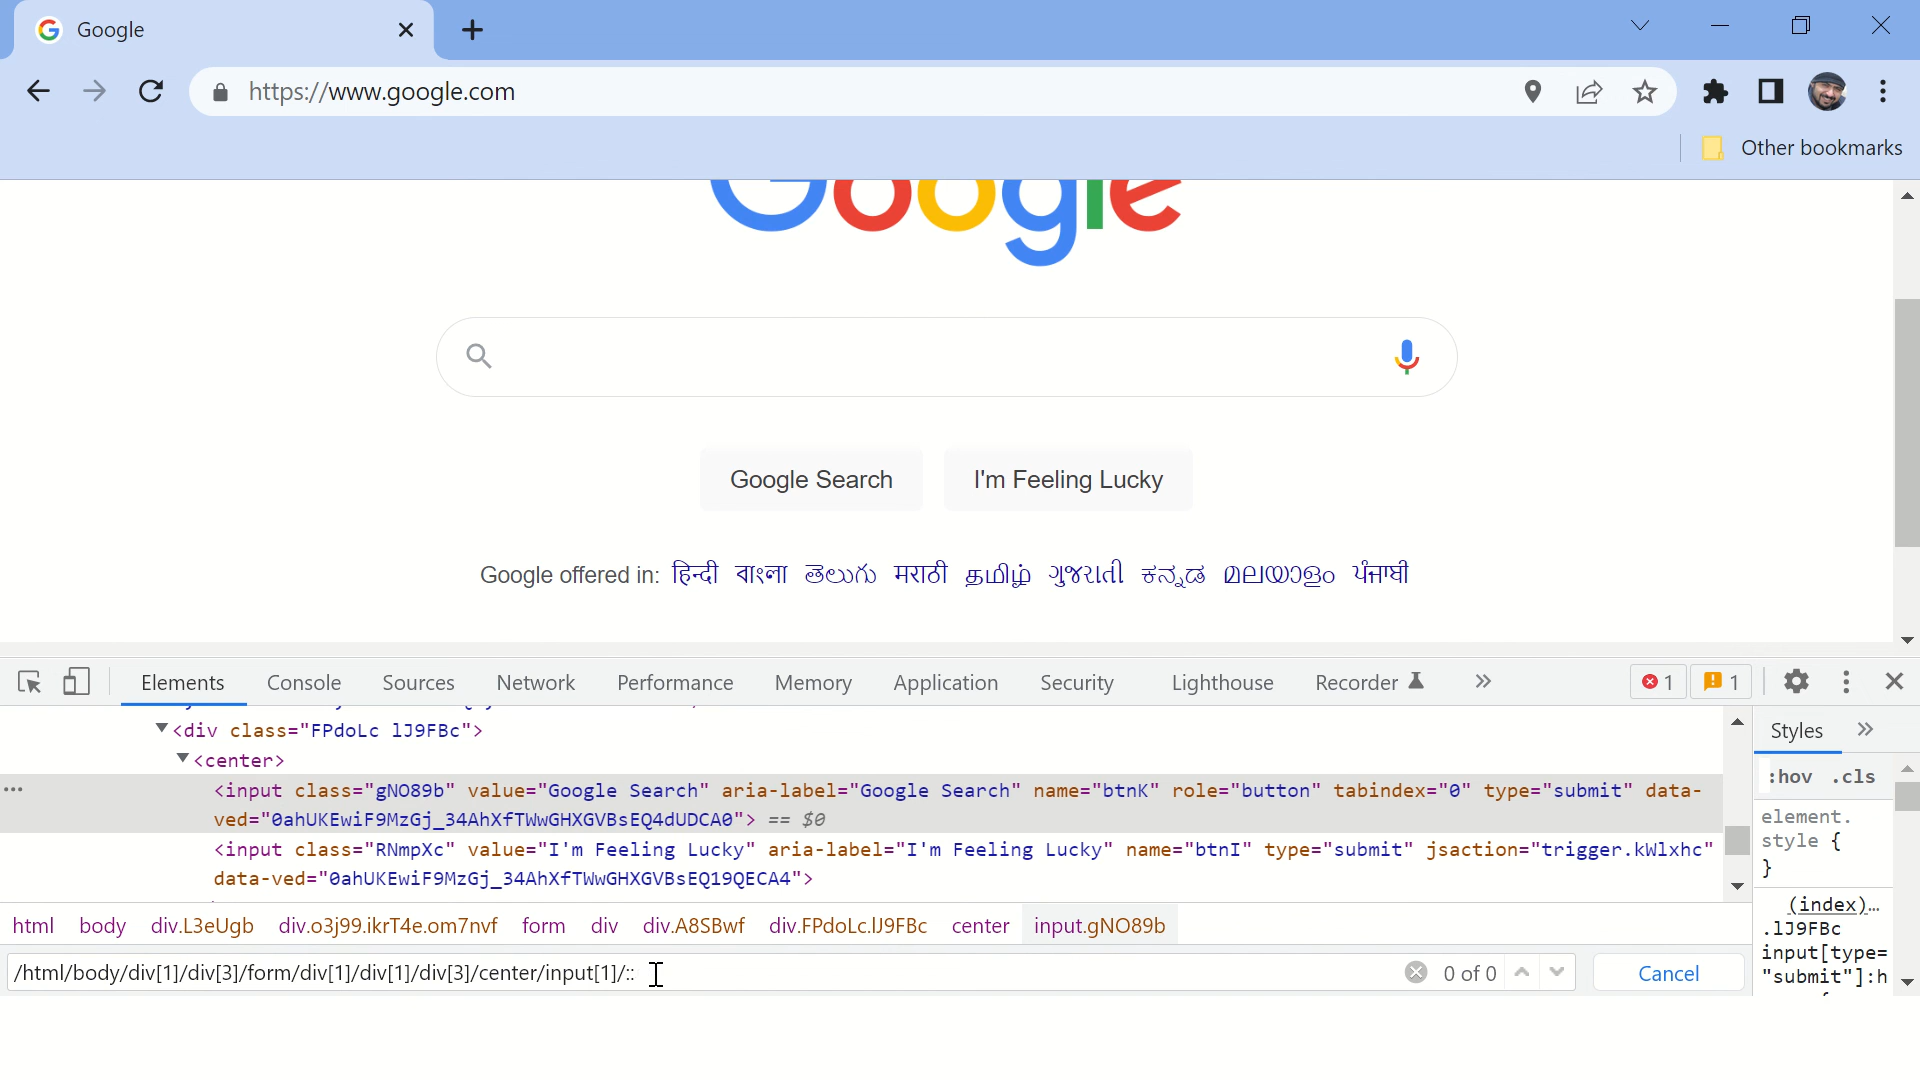 Google
https://www.google.com
Other bookmarks
Google
Google Search
I'm Feeling Lucky
Google offered in: हिन्दी বাংলা తెలుగు मराठी தமிழ் ગુજરાતી ಕನ್ನಡ മലയാളം ਪੰਜਾਬੀ
Elements Console Sources Network Performance Memory Application Security Lighthouse Recorder » 1 1
▼<div class="FPdoLc lJ9FBc">
▼<center>
… <input class="gNO89b" value="Google Search" aria-label="Google Search" name="btnK" role="button" tabindex="0" type="submit" data-
ved="0ahUKEwiF9MzGj_34AhXfTWwGHXGVBsEQ4dUDCA0"> == $0
<input class="RNmpXc" value="I'm Feeling Lucky" aria-label="I'm Feeling Lucky" name="btnI" type="submit" jsaction="trigger.kWlxhc"
data-ved="0ahUKEwiF9MzGj_34AhXfTWwGHXGVBsEQ19QECA4">
html body div.L3eUgb div.o3j99.ikrT4e.om7nvf form div div.A8SBwf div.FPdoLc.lJ9FBc center input.gNO89b
/html/body/div[1]/div[3]/form/div[1]/div[1]/div[3]/center/input[1]/:: 0 of 0 Cancel
Styles »
:hov .cls
element.
style {
}
(index)…
.lJ9FBc
input[type=
"submit"]:h